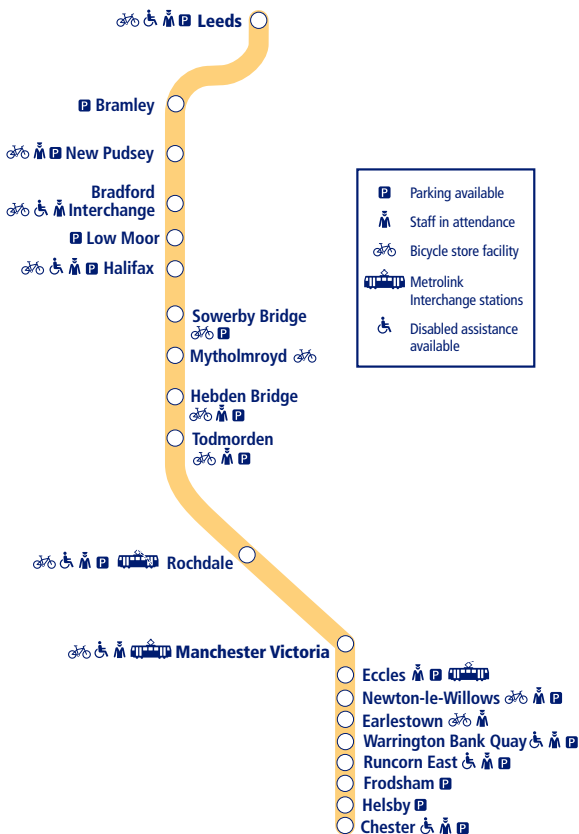 Leeds
P Bramley
P New Pudsey
Bradford
Interchange
P Low Moor
P Halifax
Sowerby Bridge
P
Mytholmroyd
Hebden Bridge
P
Todmorden
P
P Rochdale
Manchester Victoria
Eccles P
Newton-le-Willows P
Earlestown
Warrington Bank Quay P
Runcorn East P
Frodsham P
Helsby P
Chester P
P Parking available
Staff in attendance
Bicycle store facility
Metrolink
Interchange stations
Disabled assistance
available